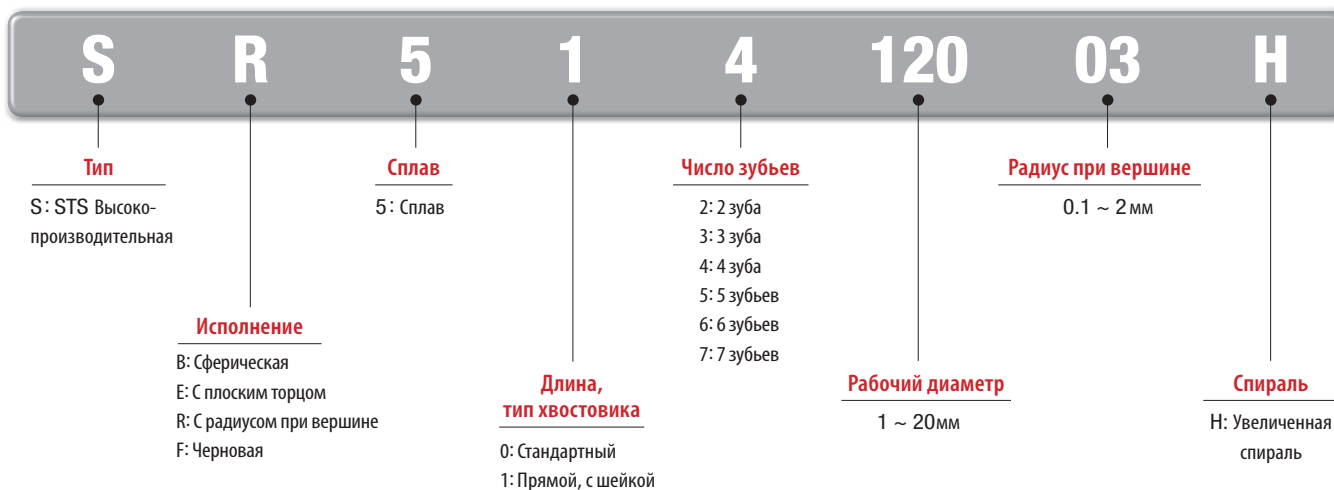 S R 5 1 4 120 03 H
Тип
S: STS Высоко-
производительная
Исполнение
B: Сферическая
E: С плоским торцом
R: С радиусом при вершине
F: Черновая
Сплав
5: Сплав
Длина,
тип хвостовика
0: Стандартный
1: Прямой, с шейкой
Число зубьев
2: 2 зуба
3: 3 зуба
4: 4 зуба
5: 5 зубьев
6: 6 зубьев
7: 7 зубьев
Рабочий диаметр
1 ~ 20мм
Радиус при вершине
0.1 ~ 2 мм
Спираль
H: Увеличенная
спираль